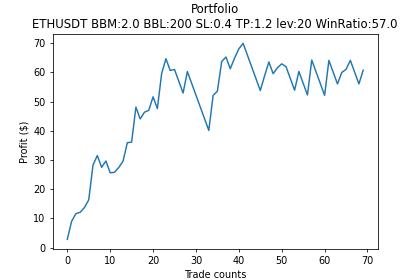 Portfolio
ETHUSDT BBM:2.0 BBL:200 SL:0.4 TP:1.2 lev:20 WinRatio:57.0
70
60
50
40
30
20
10
0
Profit ($)
0 10 20 30 40 50 60 70
Trade counts